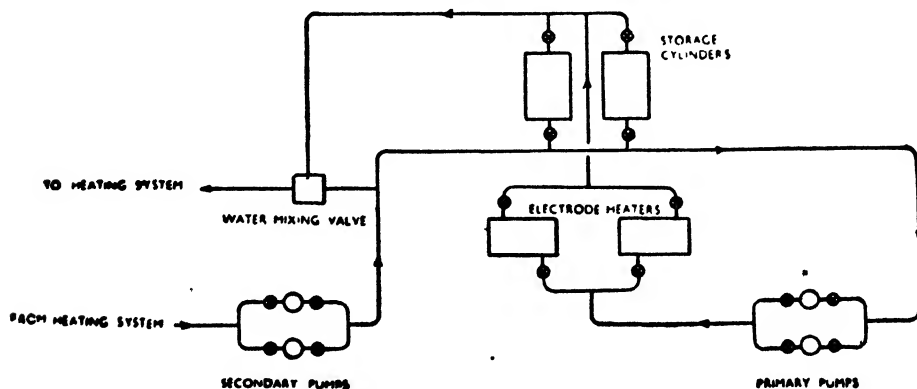 STORAGE
CYLINDERS
TO HEATING SYSTEM
WATER MIXING VALVE
ELECTRODE HEATERS
FROM HEATING SYSTEM
SECONDARY PUMPS
PRIMARY PUMPS